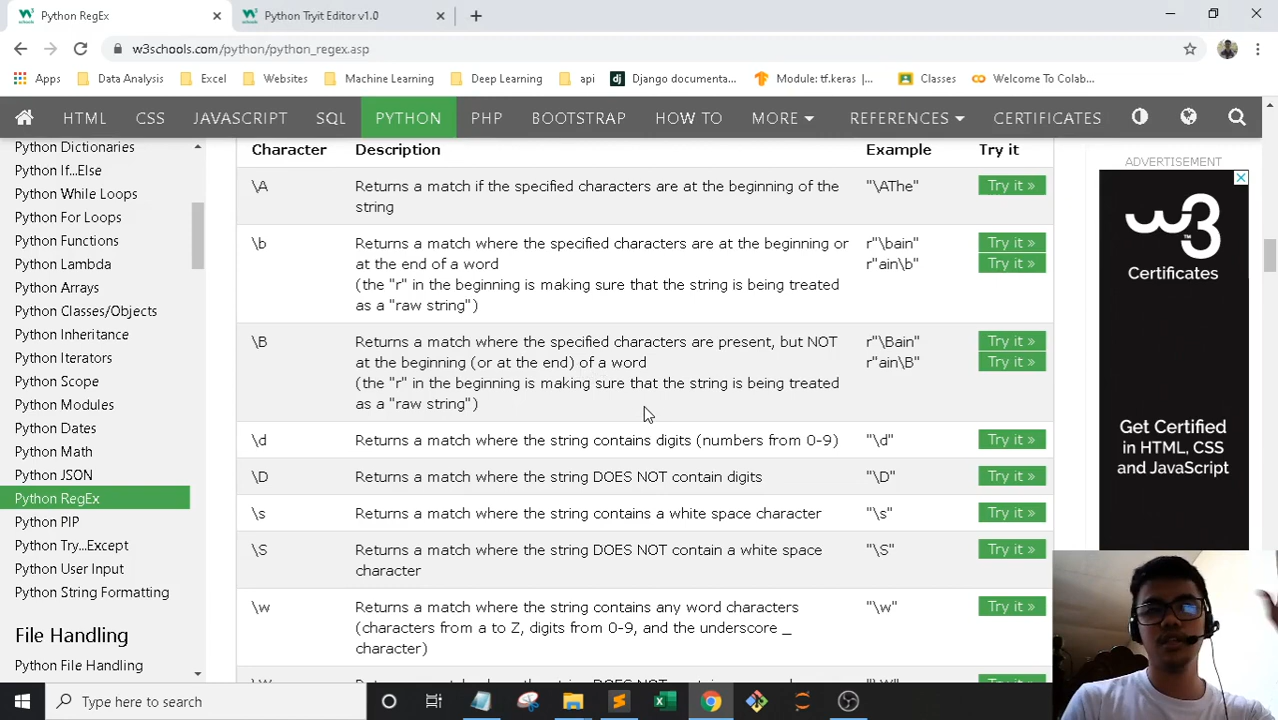 Python RegEx
Python Tryit Editor v1.0
w3schools.com/python/python_regex.asp
Apps
Data Analysis
Excel
Websites
Machine Learning
Deep Learning
api
Django documenta...
Module: tf.keras |...
Classes
Welcome To Colab...
HTML
CSS
JAVASCRIPT
SQL
PYTHON
PHP
BOOTSTRAP
HOW TO
MORE
REFERENCES
CERTIFICATES
Python Dictionaries
Python If...Else
Python While Loops
Python For Loops
Python Functions
Python Lambda
Python Arrays
Python Classes/Objects
Python Inheritance
Python Iterators
Python Scope
Python Modules
Python Dates
Python Math
Python JSON
Python RegEx
Python PIP
Python Try...Except
Python User Input
Python String Formatting
File Handling
Python File Handling
Character Description Example Try it
\A Returns a match if the specified characters are at the beginning of the "\AThe" Try it »
string
\b Returns a match where the specified characters are at the beginning or r"\bain" Try it »
at the end of a word r"ain\b" Try it »
(the "r" in the beginning is making sure that the string is being treated
as a "raw string")
\B Returns a match where the specified characters are present, but NOT r"\Bain" Try it »
at the beginning (or at the end) of a word r"ain\B" Try it »
(the "r" in the beginning is making sure that the string is being treated
as a "raw string")
\d Returns a match where the string contains digits (numbers from 0-9) "\d" Try it »
\D Returns a match where the string DOES NOT contain digits "\D" Try it »
\s Returns a match where the string contains a white space character "\s" Try it »
\S Returns a match where the string DOES NOT contain a white space "\S" Try it »
character
\w Returns a match where the string contains any word characters "\w" Try it »
(characters from a to Z, digits from 0-9, and the underscore _
character)
ADVERTISEMENT
w3
Certificates
Get Certified
in HTML, CSS
and JavaScript
Type here to search